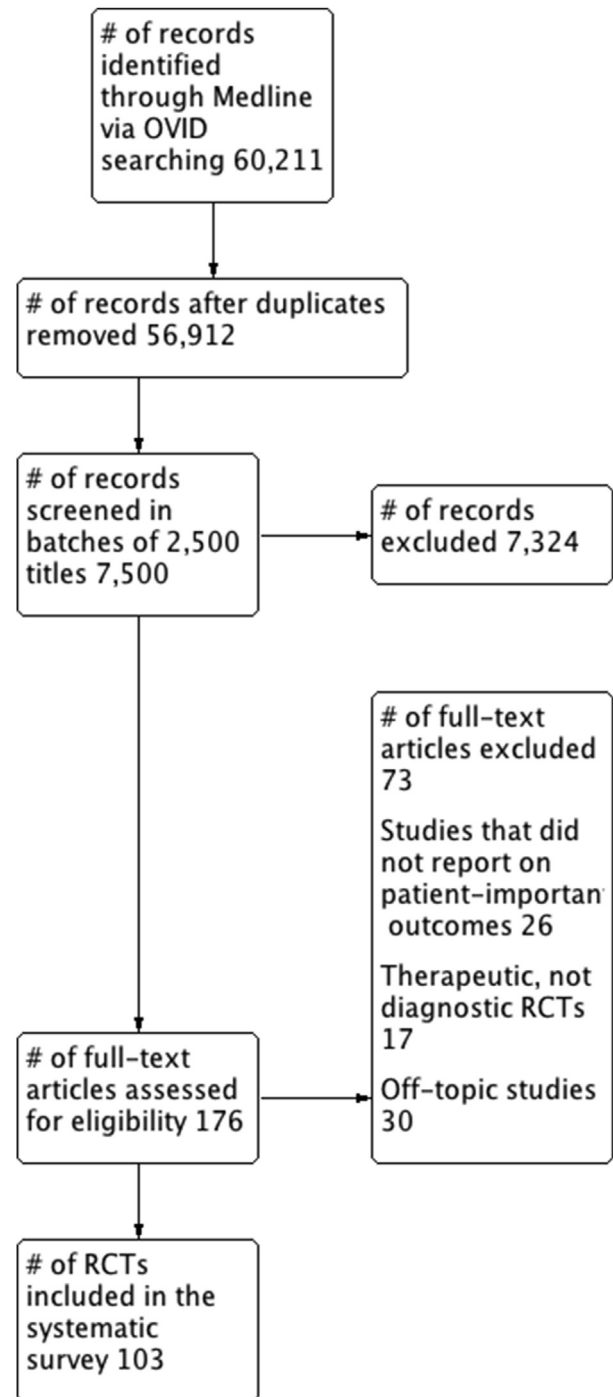 # of records
identified
through Medline
via OVID
searching 60,211
# of records after duplicates
removed 56,912
# of records
screened in
batches of 2,500
titles 7,500
# of records
excluded 7,324
# of full-text
articles excluded
73
Studies that did
not report on
patient-importan
outcomes 26
Therapeutic, not
diagnostic RCTs
17
Off-topic studies
30
# of full-text
articles assessed
for eligibility 176
# of RCTs
included in the
systematic
survey 103